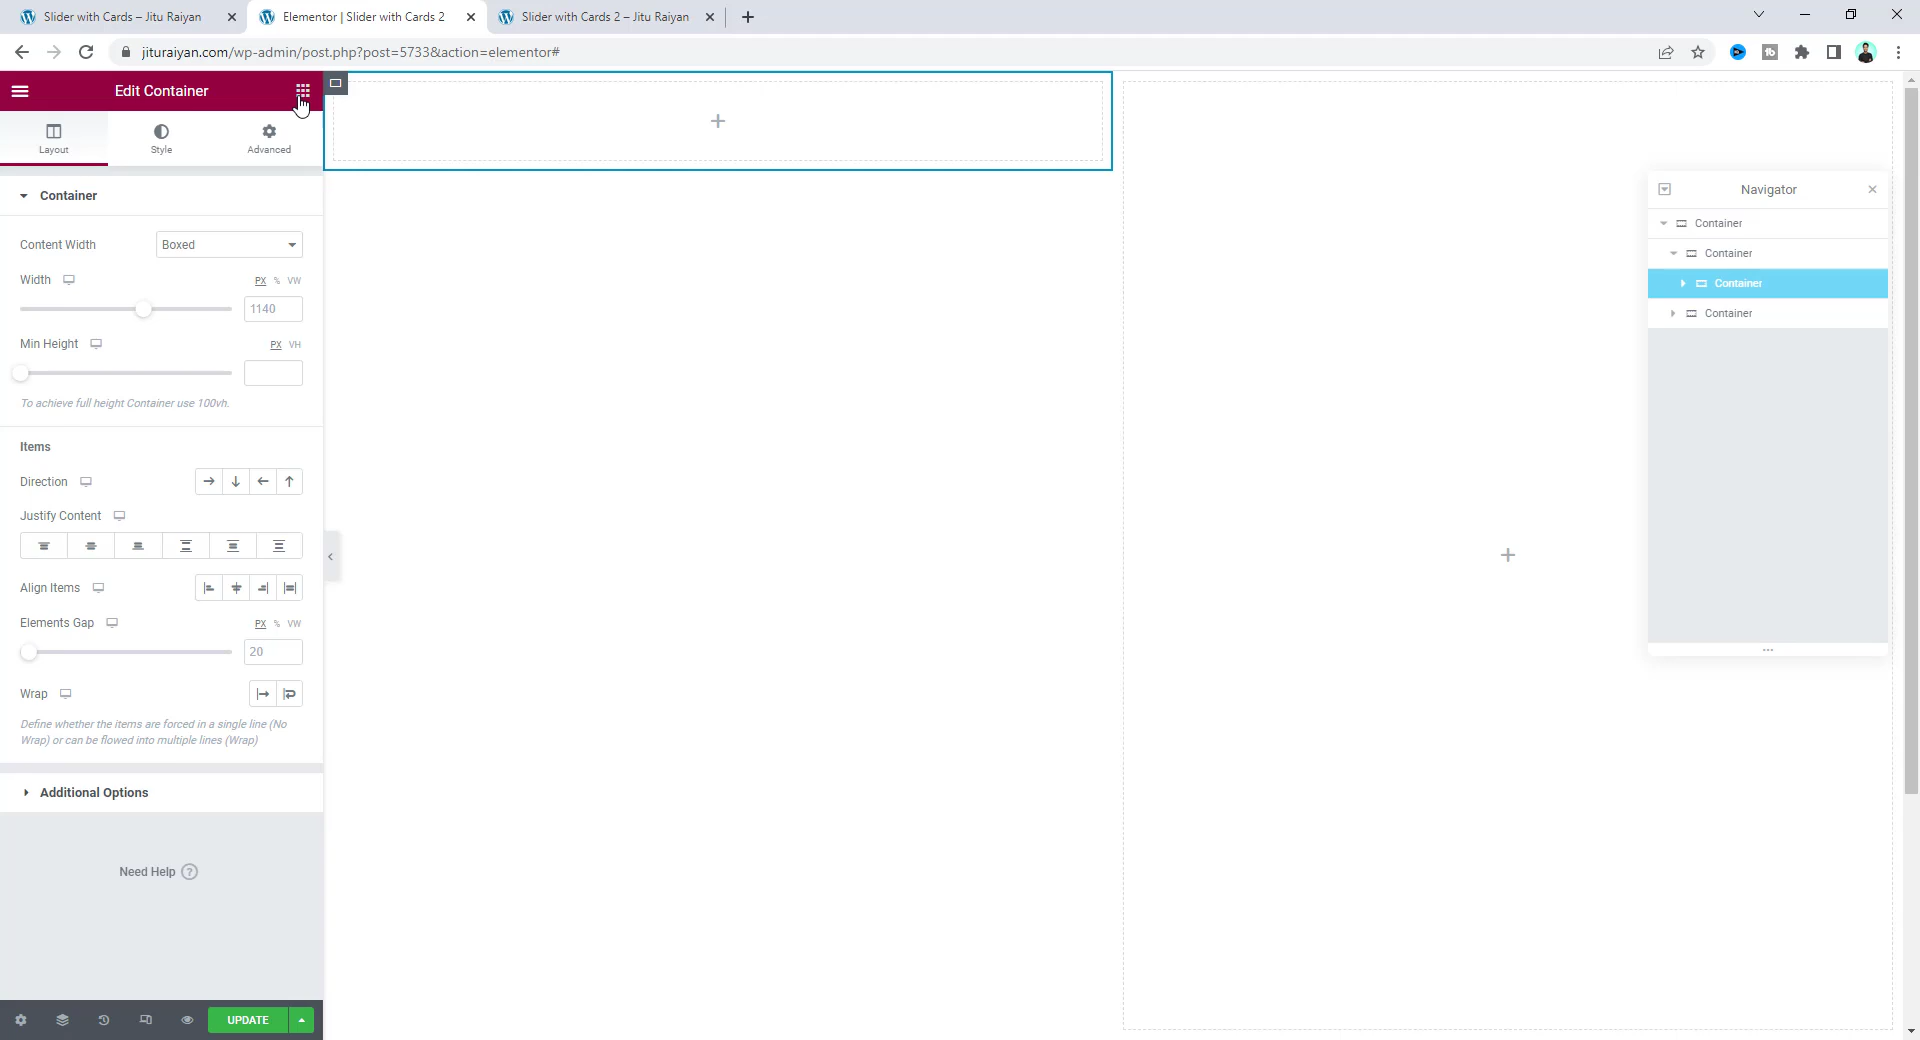 Slider with Cards – Jitu Raiyan
Elementor | Slider with Cards 2
Slider with Cards 2 – Jitu Raiyan
jituraiyan.com/wp-admin/post.php?post=5733&action=elementor#
Edit Container
Layout
Style
Advanced
Container
Content Width
Boxed
Width
PX % VW
1140
Min Height
PX VH
To achieve full height Container use 100vh.
Items
Direction
Justify Content
Align Items
Elements Gap
PX % VW
20
Wrap
Define whether the items are forced in a single line (No
Wrap) or can be flowed into multiple lines (Wrap)
Additional Options
Need Help ?
UPDATE
Navigator
Container
Container
Container
Container